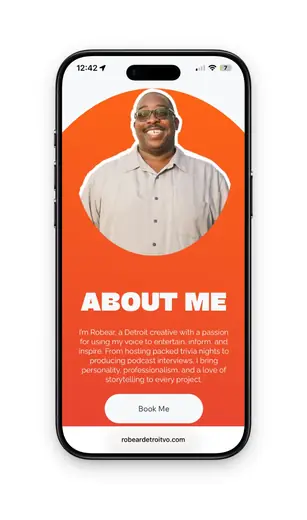 12:42
7
ABOUT ME
I'm Robear, a Detroit creative with a passion
for using my voice to entertain, inform, and
inspire. From hosting packed trivia nights to
producing podcast interviews, I bring
personality, professionalism, and a love of
storytelling to every project.
Book Me
robeardetroitvo.com